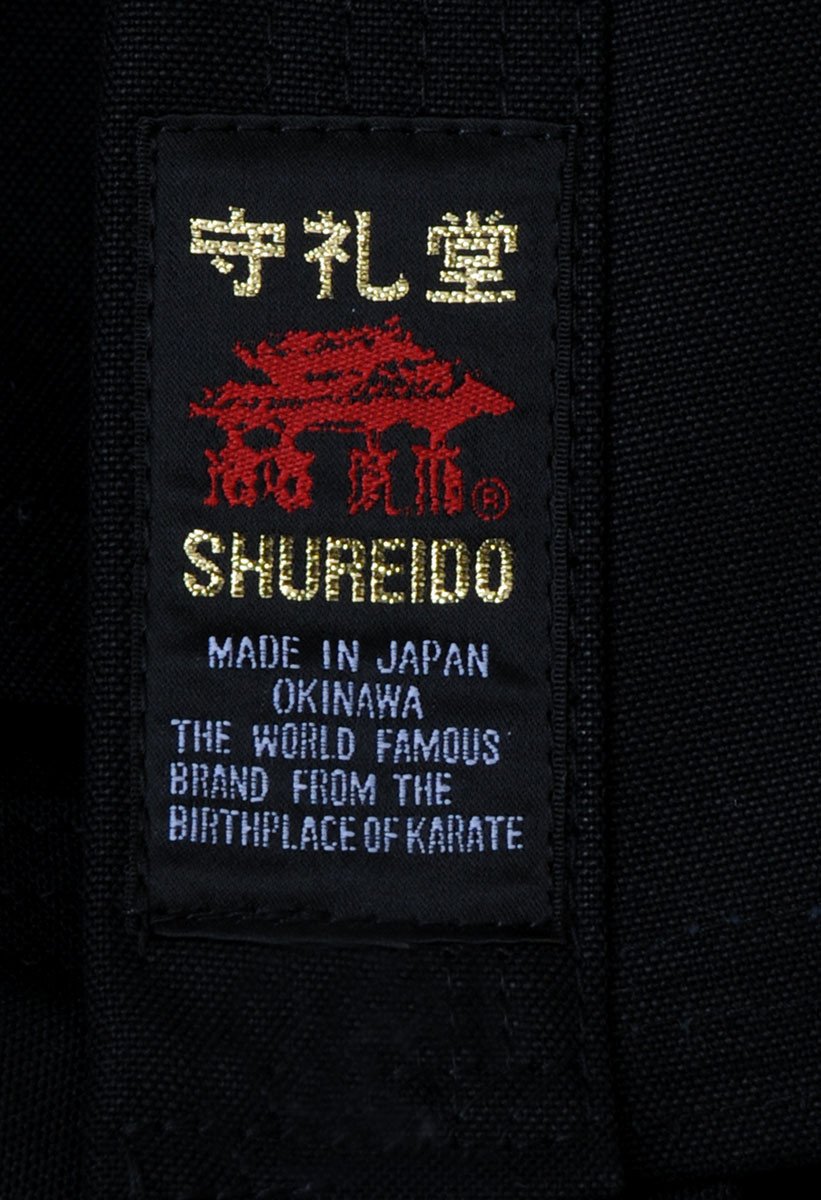 守礼堂
®
SHUREIDO
MADE IN JAPAN
OKINAWA
THE WORLD FAMOUS
BRAND FROM THE
BIRTHPLACE OF KARATE